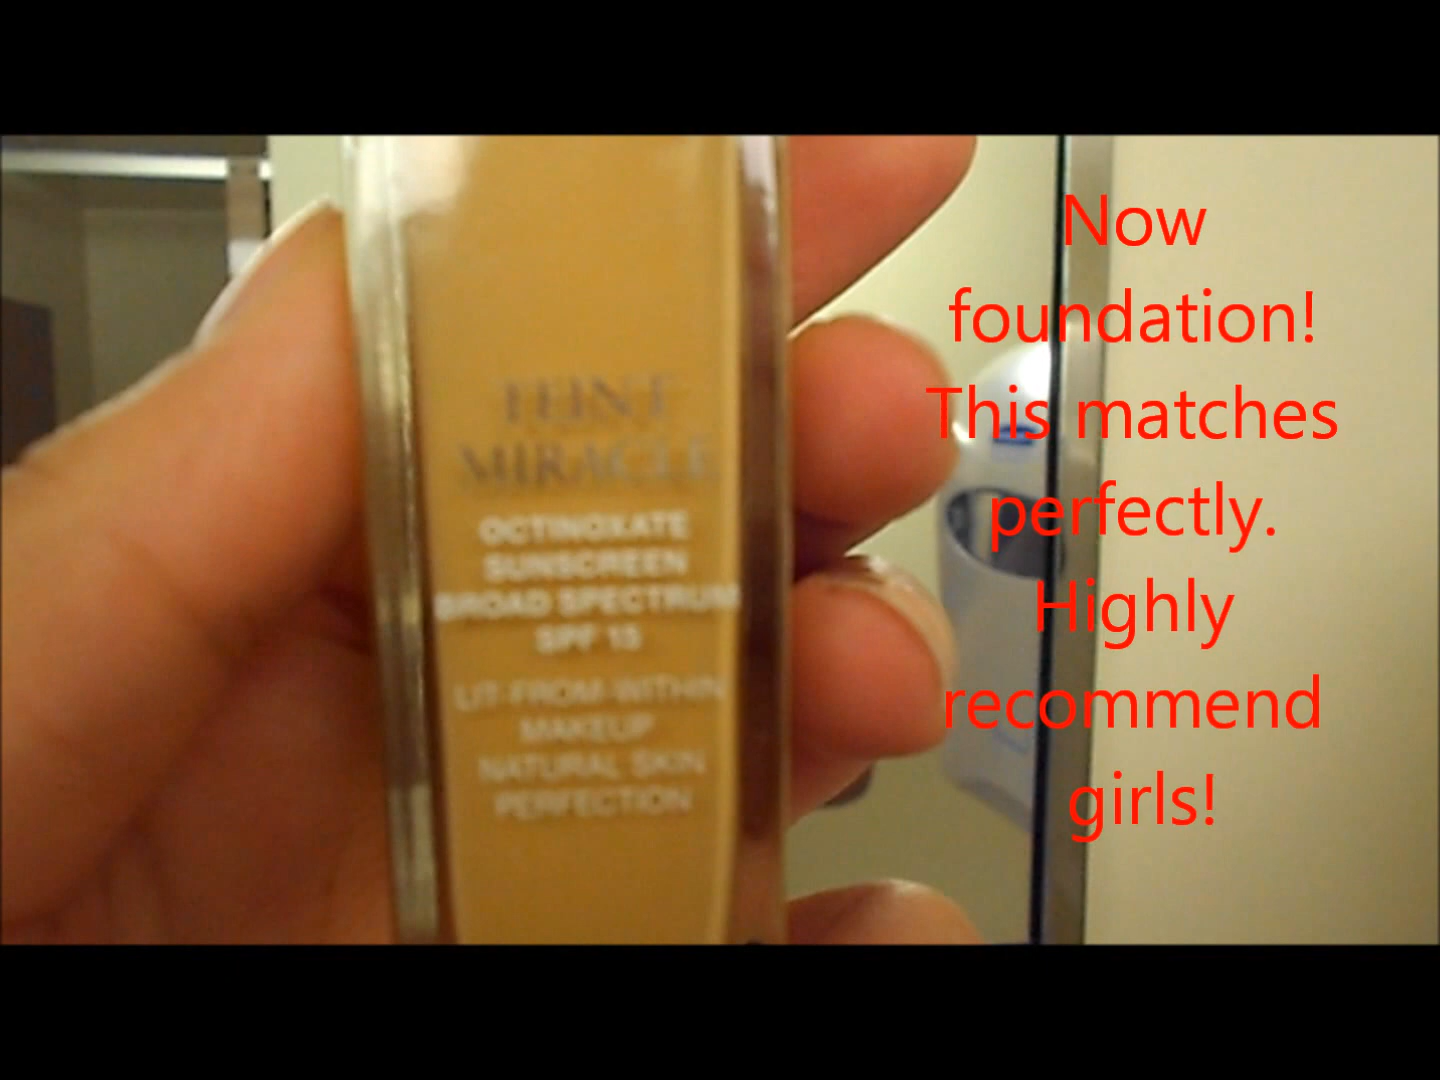 TEINT
MIRACLE
OCTINOXATE
SUNSCREEN
BROAD SPECTRUM
SPF 15
LIT-FROM-WITHIN
MAKEUP
NATURAL SKIN
PERFECTION
Now
foundation!
This matches
perfectly.
Highly
recommend
girls!